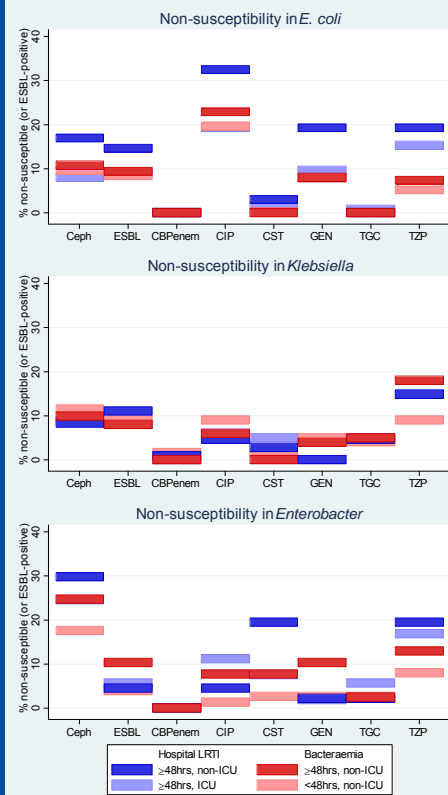 Non-susceptibility in E. coli
% non-susceptible (or ESBL-positive)
40
30
20
10
0
Ceph ESBL CBPenem CIP CST GEN TGC TZP
Non-susceptibility in Klebsiella
% non-susceptible (or ESBL-positive)
40
30
20
10
0
Ceph ESBL CBPenem CIP CST GEN TGC TZP
Non-susceptibility in Enterobacter
% non-susceptible (or ESBL-positive)
40
30
20
10
0
Ceph ESBL CBPenem CIP CST GEN TGC TZP
Hospital LRTI Bacteraemia
≥48hrs, non-ICU ≥48hrs, non-ICU
≥48hrs, ICU <48hrs, non-ICU